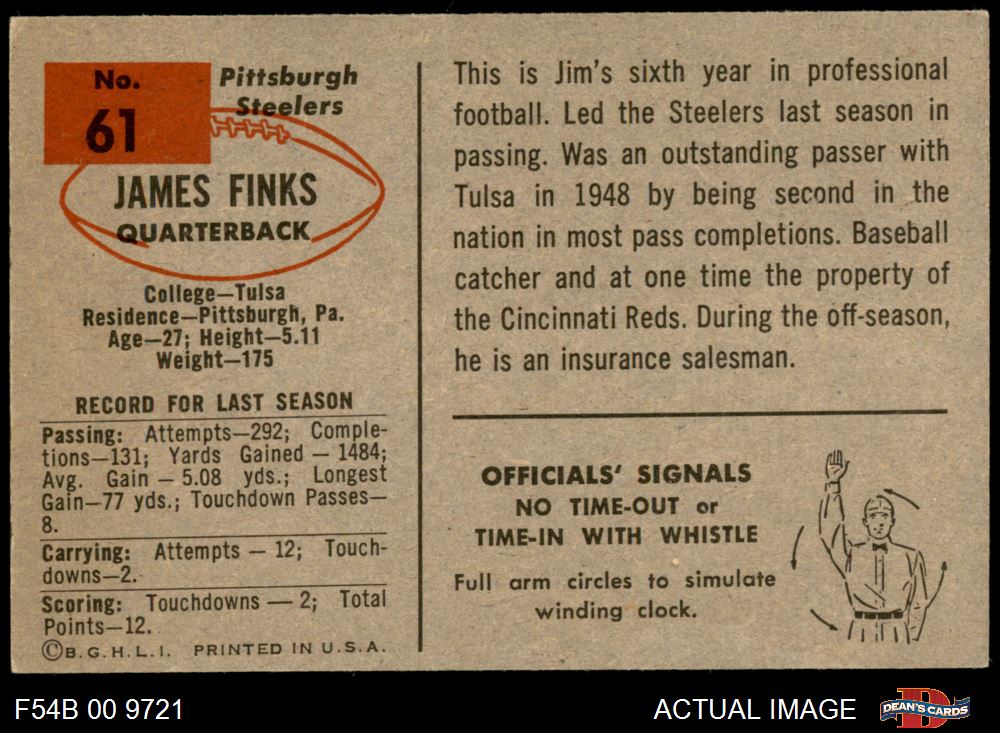 No.
61
Pittsburgh
Steelers
JAMES FINKS
QUARTERBACK
College—Tulsa
Residence—Pittsburgh, Pa.
Age—27; Height—5.11
Weight—175
RECORD FOR LAST SEASON
Passing: Attempts—292; Comple-
tions—131; Yards Gained — 1484;
Avg. Gain — 5.08 yds.; Longest
Gain—77 yds.; Touchdown Passes—
8.
Carrying: Attempts — 12; Touch-
downs—2.
Scoring: Touchdowns — 2; Total
Points—12.
©B.G.H.L.I. PRINTED IN U.S.A.
This is Jim's sixth year in professional
football. Led the Steelers last season in
passing. Was an outstanding passer with
Tulsa in 1948 by being second in the
nation in most pass completions. Baseball
catcher and at one time the property of
the Cincinnati Reds. During the off-season,
he is an insurance salesman.
OFFICIALS' SIGNALS
NO TIME-OUT or
TIME-IN WITH WHISTLE
Full arm circles to simulate
winding clock.
F54B 00 9721
ACTUAL IMAGE
DEAN'S CARDS